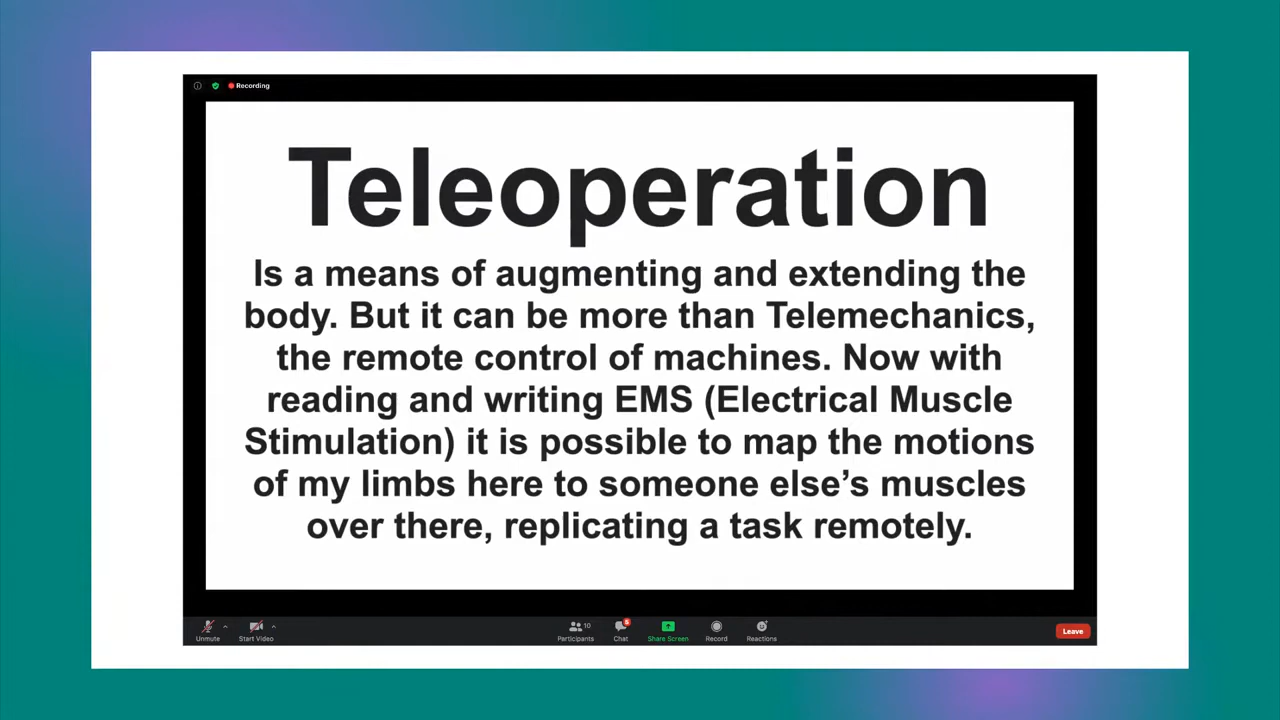 Recording
Teleoperation
Is a means of augmenting and extending the
body. But it can be more than Telemechanics,
the remote control of machines. Now with
reading and writing EMS (Electrical Muscle
Stimulation) it is possible to map the motions
of my limbs here to someone else’s muscles
over there, replicating a task remotely.
Unmute
Start Video
10
Participants
8
Chat
Share Screen
Record
Reactions
Leave